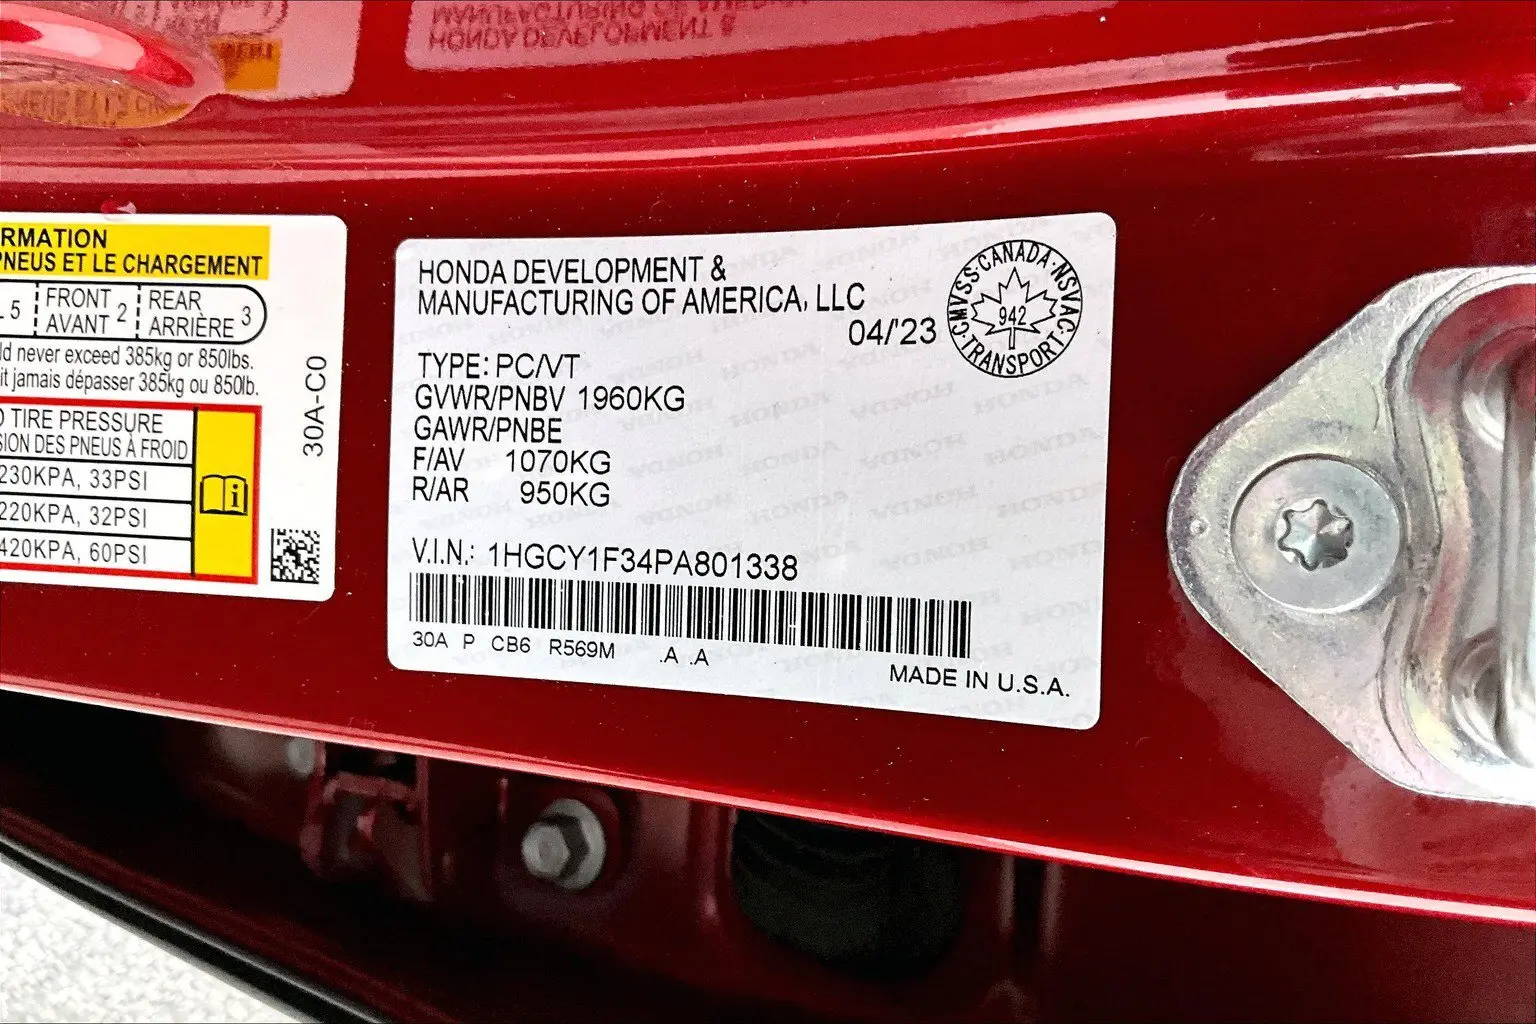 RMATION
PNEUS ET LE CHARGEMENT
5
FRONT
AVANT 2
REAR
ARRIÈRE 3
never exceed 385kg or 850lbs.
it jamais dépasser 385kg ou 850lb.
TIRE PRESSURE
SION DES PNEUS À FROID
230KPA, 33PSI
220KPA, 32PSI
420KPA, 60PSI
30A-C0
HONDA DEVELOPMENT &
MANUFACTURING OF AMERICA, LLC
04/'23
CMVSS·CANADA·NSVAC·TRANSPORT·
942
TYPE: PC/VT
GVWR/PNBV 1960KG
GAWR/PNBE
F/AV 1070KG
R/AR 950KG
V.I.N.: 1HGCY1F34PA801338
30A P CB6 R569M .A .A
MADE IN U.S.A.